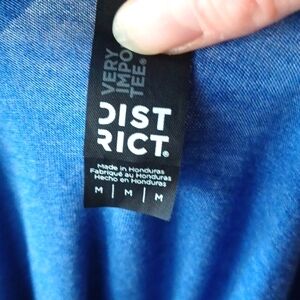 VERY
IMPO
TEE®
DIST
RICT.
Made in Honduras
Fabriqué au Honduras
Hecho en Honduras
M | M | M